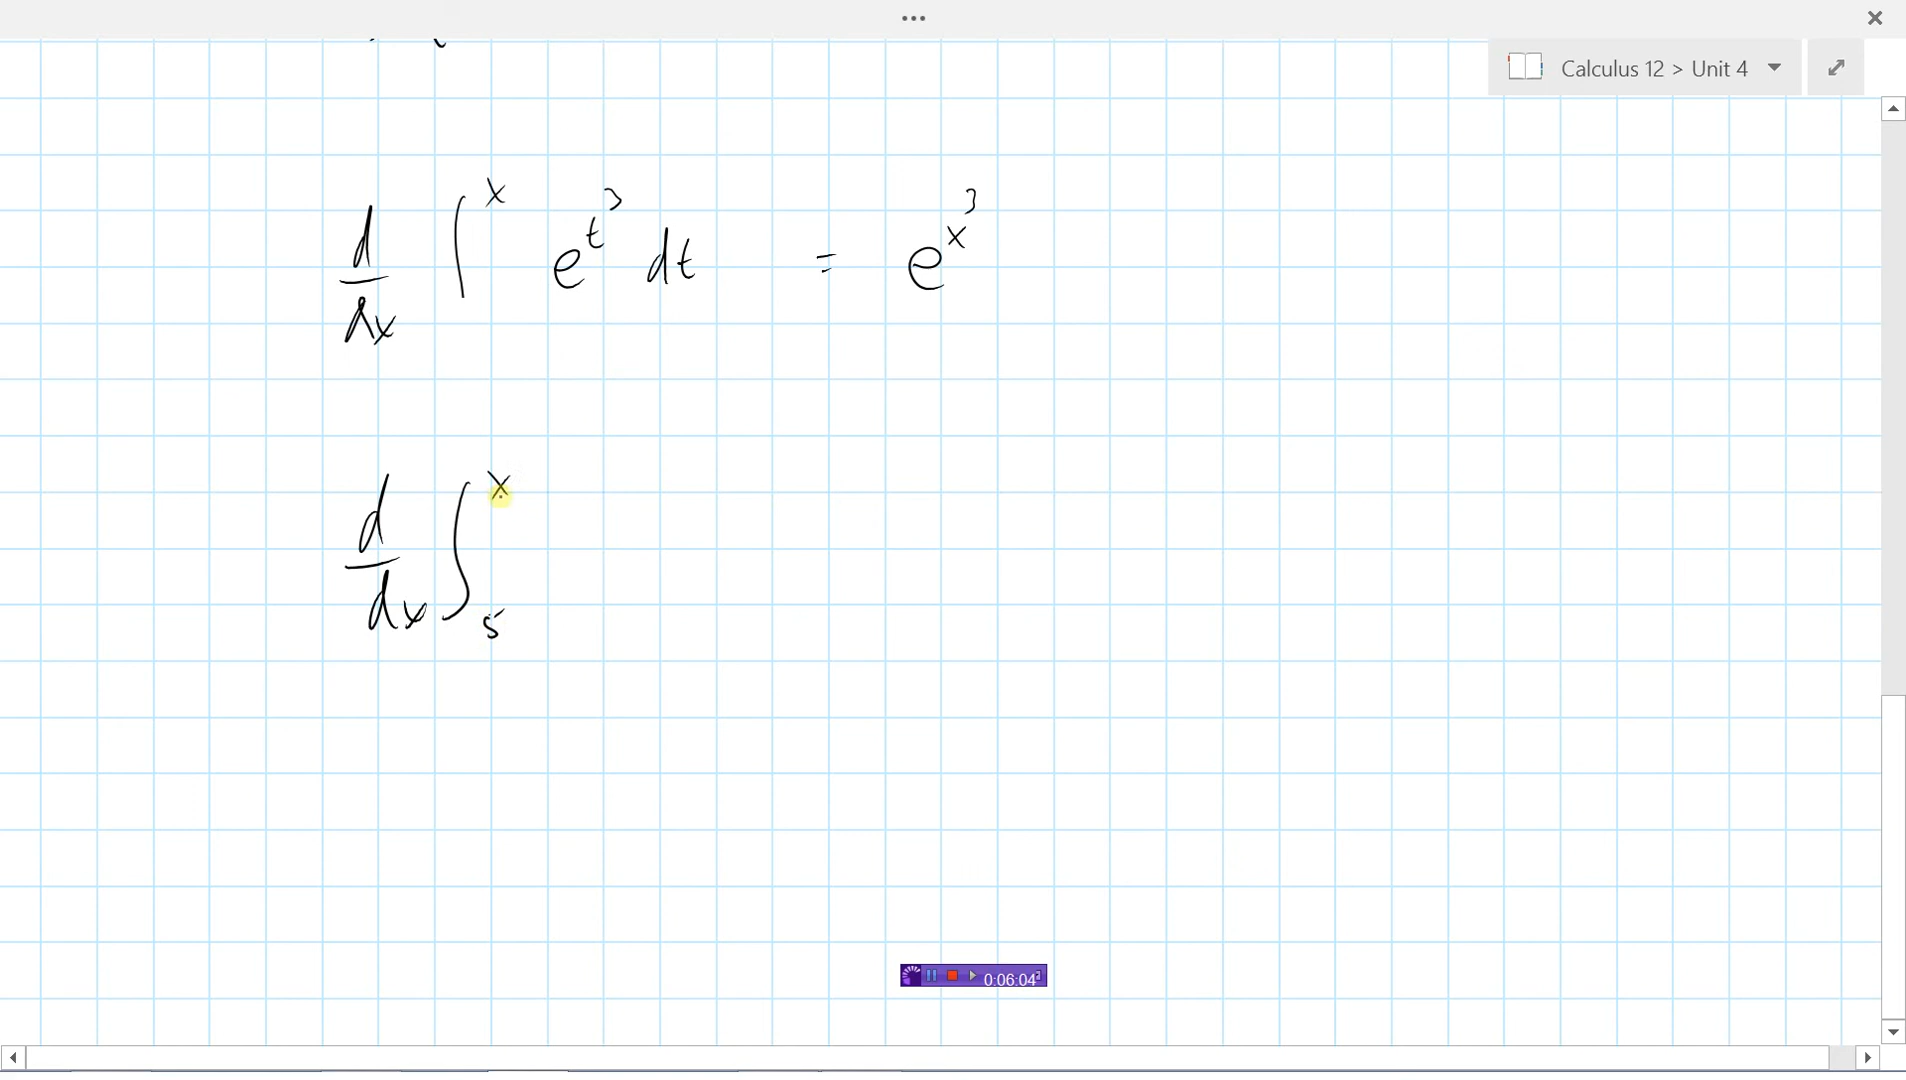 ...
Calculus 12 > Unit 4
d/dx ∫^x e^{t^3} dt = e^{x^3}
d/dx ∫_5^x
0:06:04